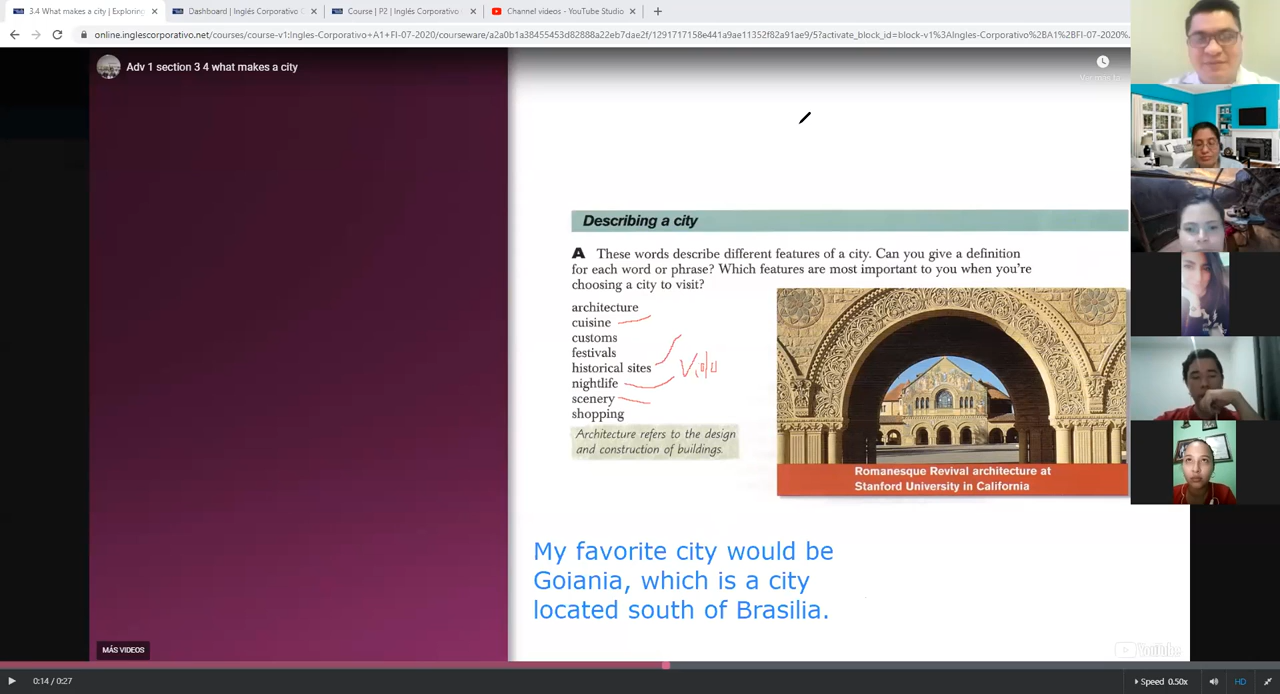 3.4 What makes a city | Exploring
Dashboard | Inglés Corporativo
Course | P2 | Inglés Corporativo
Channel videos - YouTube Studio
online.inglescorporativo.net/courses/course-v1:Ingles-Corporativo+A1+FI-07-2020/courseware/a2a0b1a38455453d82888a22eb7dae2f/1291717158e441a9ae11352f82a91ae9/5?activate_block_id=block-v1%3AIngles-Corporativo%2BA1%2BFI-07-2020%2B...
Adv 1 section 3 4 what makes a city
Describing a city
A These words describe different features of a city. Can you give a definition
for each word or phrase? Which features are most important to you when you're
choosing a city to visit?
architecture
cuisine
customs
festivals
historical sites
nightlife
scenery
shopping
Architecture refers to the design
and construction of buildings.
Romanesque Revival architecture at
Stanford University in California
My favorite city would be
Goiania, which is a city
located south of Brasilia.
MÁS VIDEOS
YouTube
0:14 / 0:27
Speed 0.50x
HD